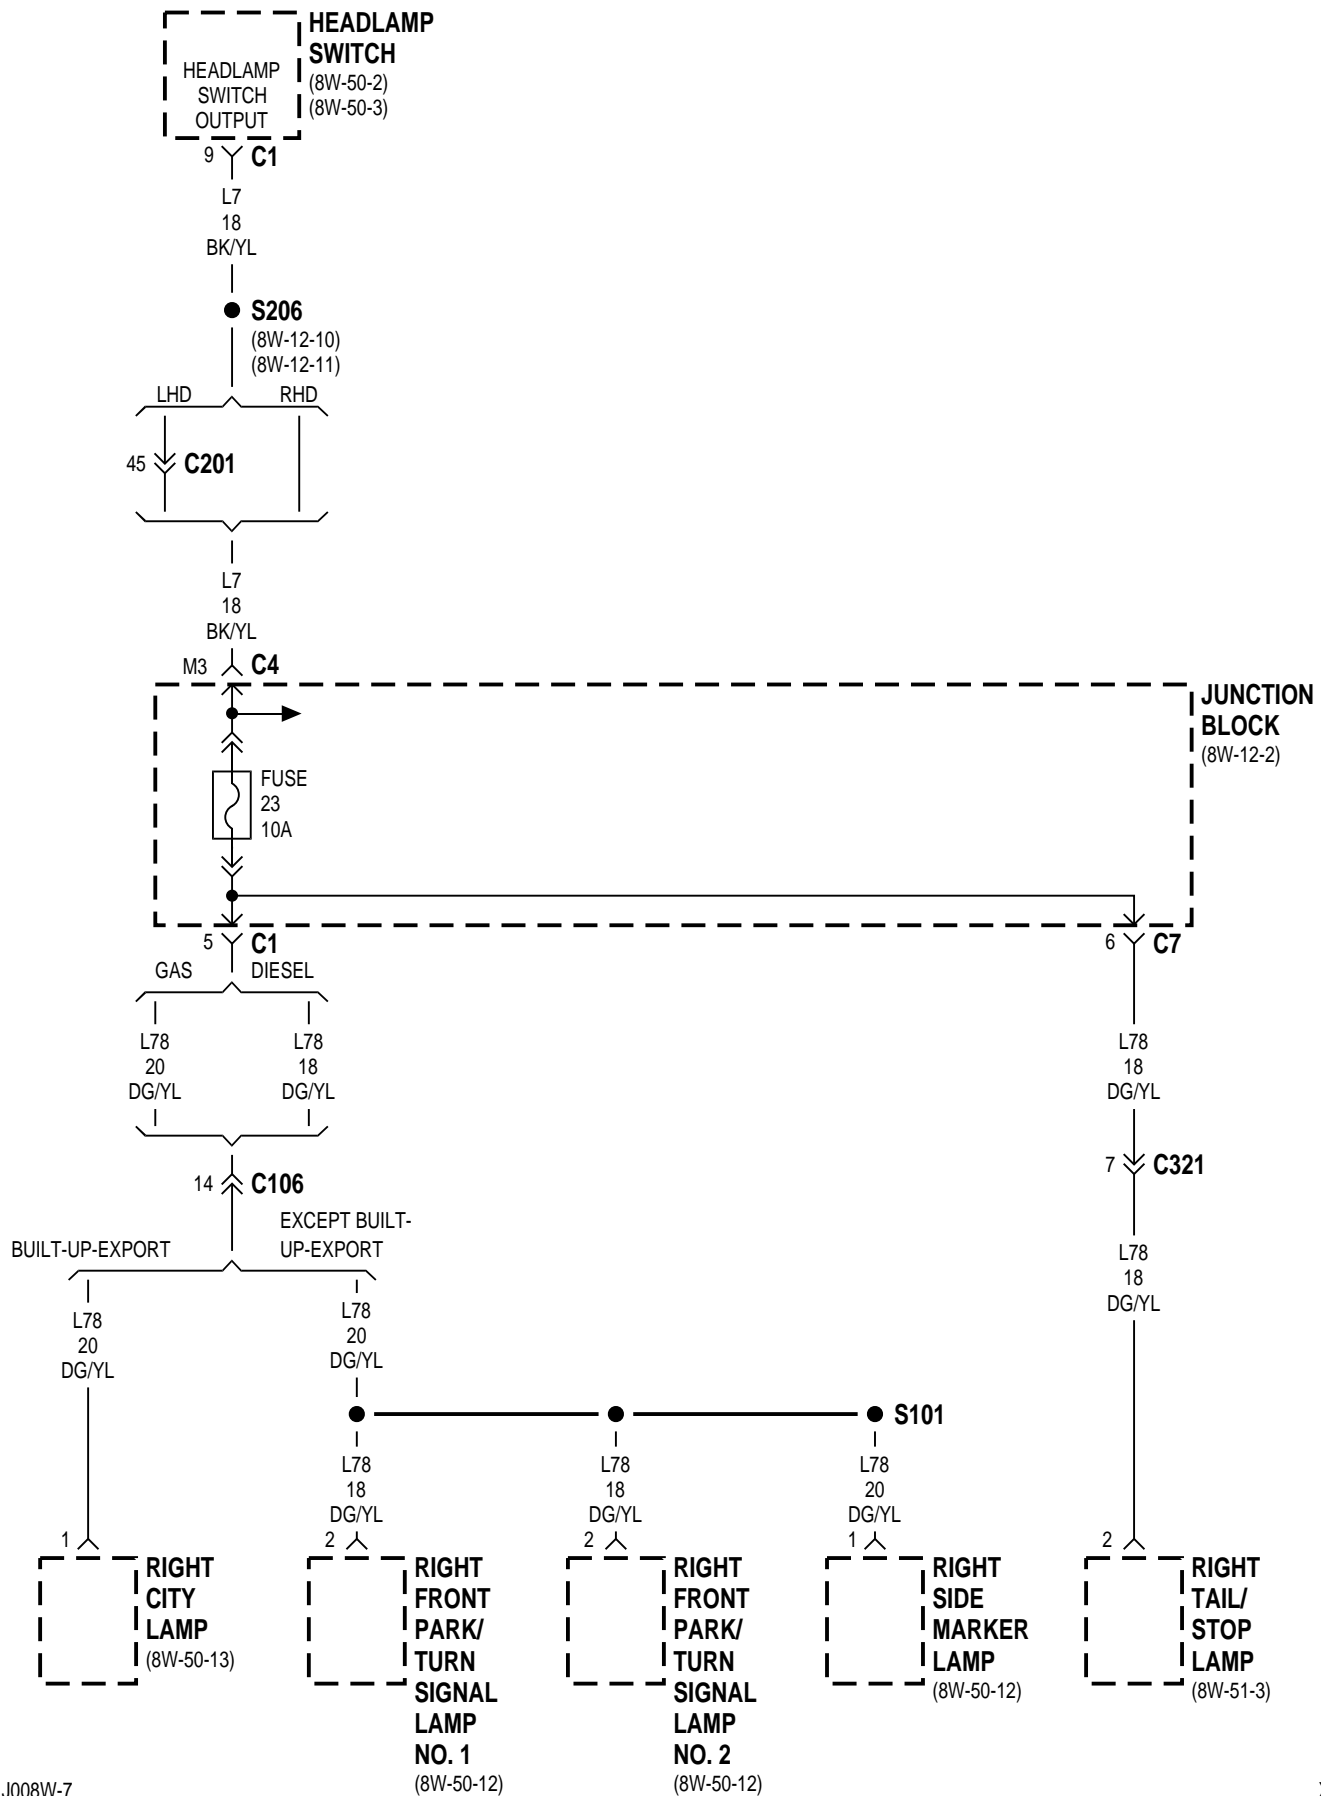 HEADLAMP
SWITCH
(8W-50-2)
(8W-50-3)
HEADLAMP
SWITCH
OUTPUT
9 C1
L7
18
BK/YL
S206
(8W-12-10)
(8W-12-11)
LHD RHD
45 C201
L7
18
BK/YL
M3 C4
JUNCTION
BLOCK
(8W-12-2)
FUSE
23
10A
5 C1
6 C7
GAS DIESEL
L78
20
DG/YL
L78
18
DG/YL
L78
18
DG/YL
14 C106
7 C321
BUILT-UP-EXPORT
EXCEPT BUILT-
UP-EXPORT
L78
20
DG/YL
L78
20
DG/YL
L78
18
DG/YL
S101
L78
18
DG/YL
L78
18
DG/YL
L78
20
DG/YL
1
RIGHT
CITY
LAMP
(8W-50-13)
2
RIGHT
FRONT
PARK/
TURN
SIGNAL
LAMP
NO. 1
(8W-50-12)
2
RIGHT
FRONT
PARK/
TURN
SIGNAL
LAMP
NO. 2
(8W-50-12)
1
RIGHT
SIDE
MARKER
LAMP
(8W-50-12)
2
RIGHT
TAIL/
STOP
LAMP
(8W-51-3)
J008W-7